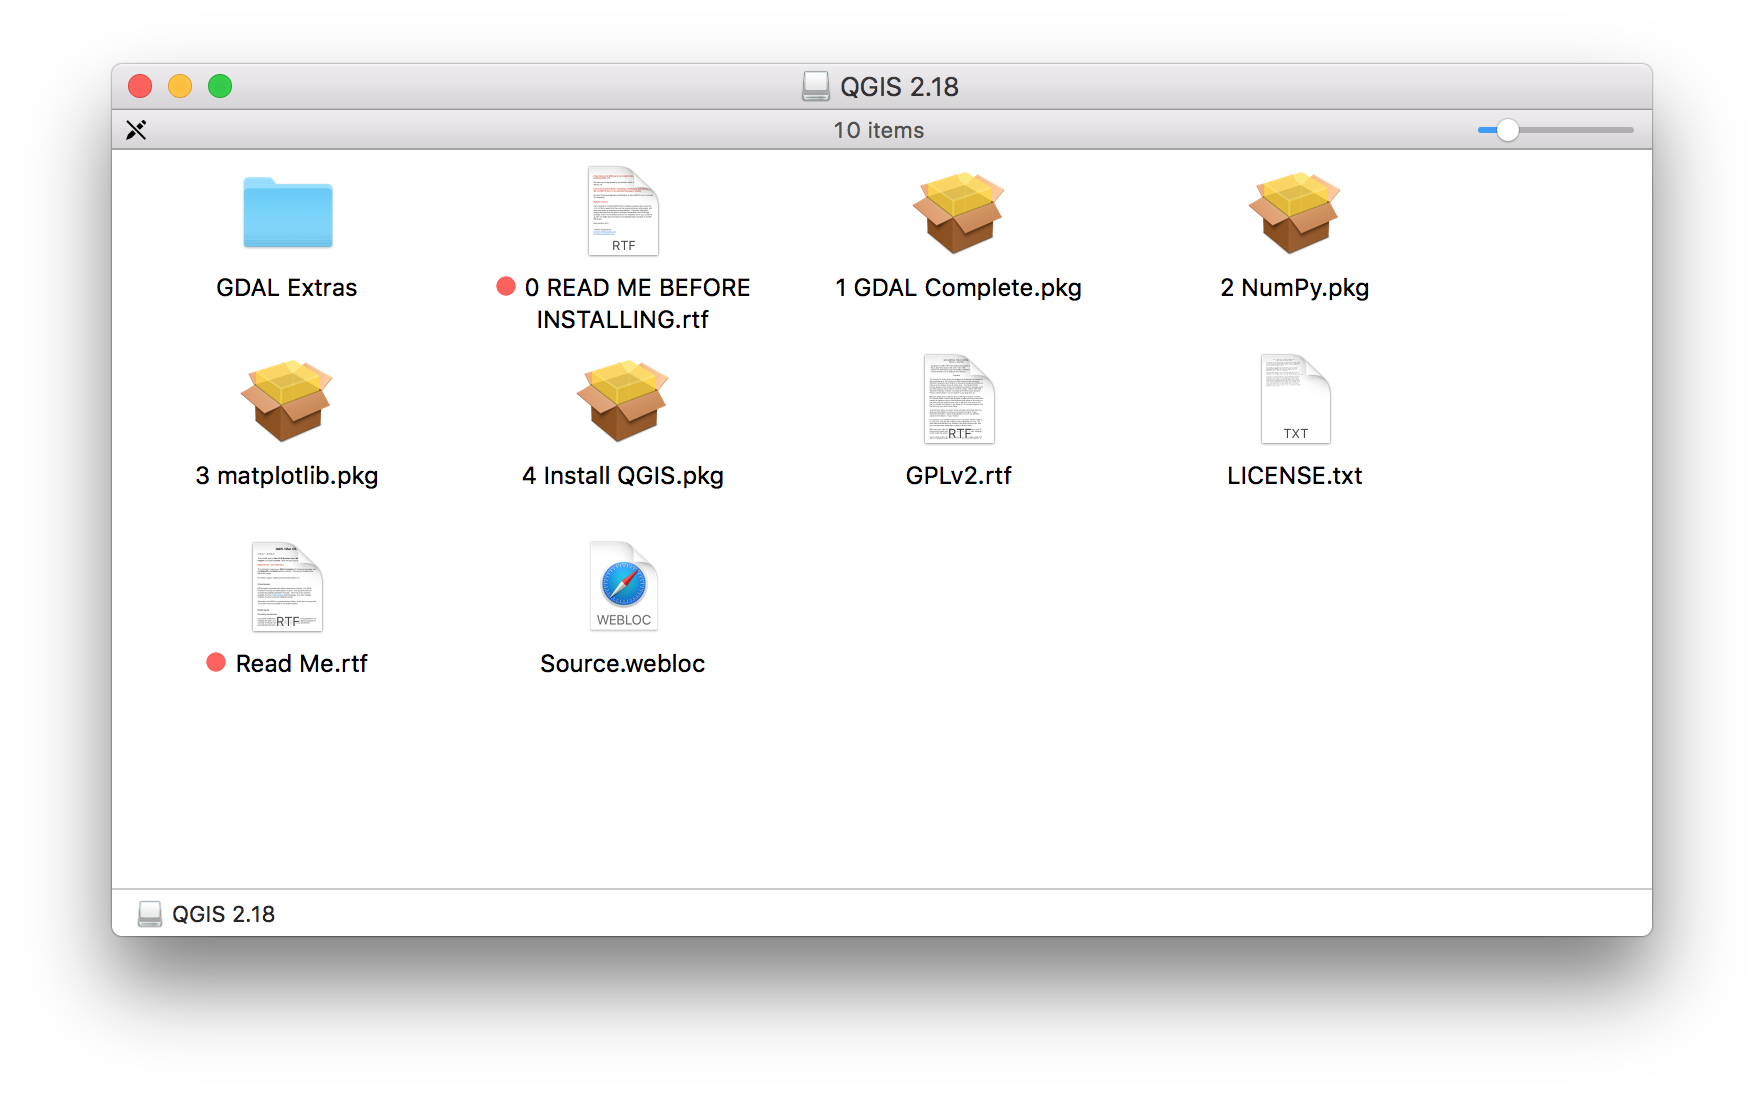 QGIS 2.18
10 items
RTF
GDAL Extras
0 READ ME BEFORE
INSTALLING.rtf
1 GDAL Complete.pkg
2 NumPy.pkg
RTF
TXT
3 matplotlib.pkg
4 Install QGIS.pkg
GPLv2.rtf
LICENSE.txt
RTF
WEBLOC
Read Me.rtf
Source.webloc
QGIS 2.18